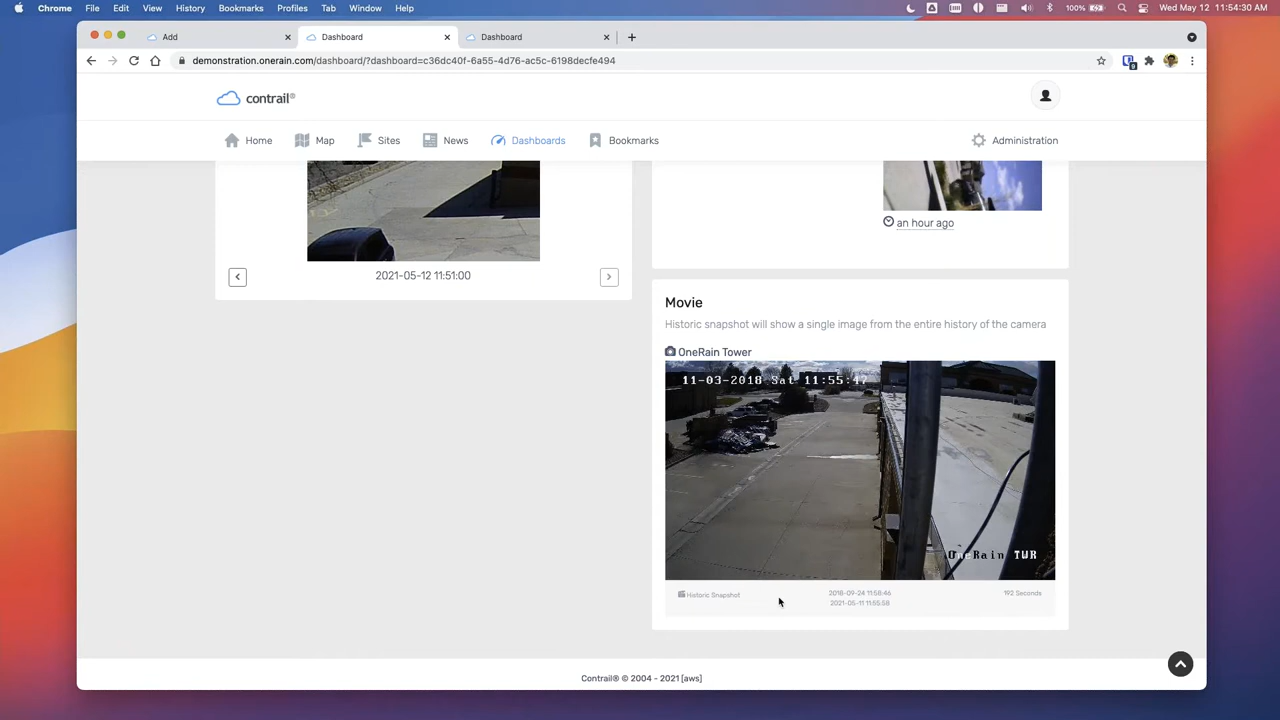 Chrome File Edit View History Bookmarks Profiles Tab Window Help 100% Wed May 12 11:54:30 AM
Add Dashboard Dashboard
demonstration.onerain.com/dashboard/?dashboard=c36dc40f-6a55-4d76-ac5c-6198decfe494
contrail®
Home Map Sites News Dashboards Bookmarks Administration
an hour ago
2021-05-12 11:51:00
Movie
Historic snapshot will show a single image from the entire history of the camera
OneRain Tower
11-03-2018 Sat 11:55:47
OneRain TWR
Historic Snapshot 2018-09-24 11:58:46 192 Seconds
2021-05-11 11:55:58
Contrail® © 2004 - 2021 [aws]